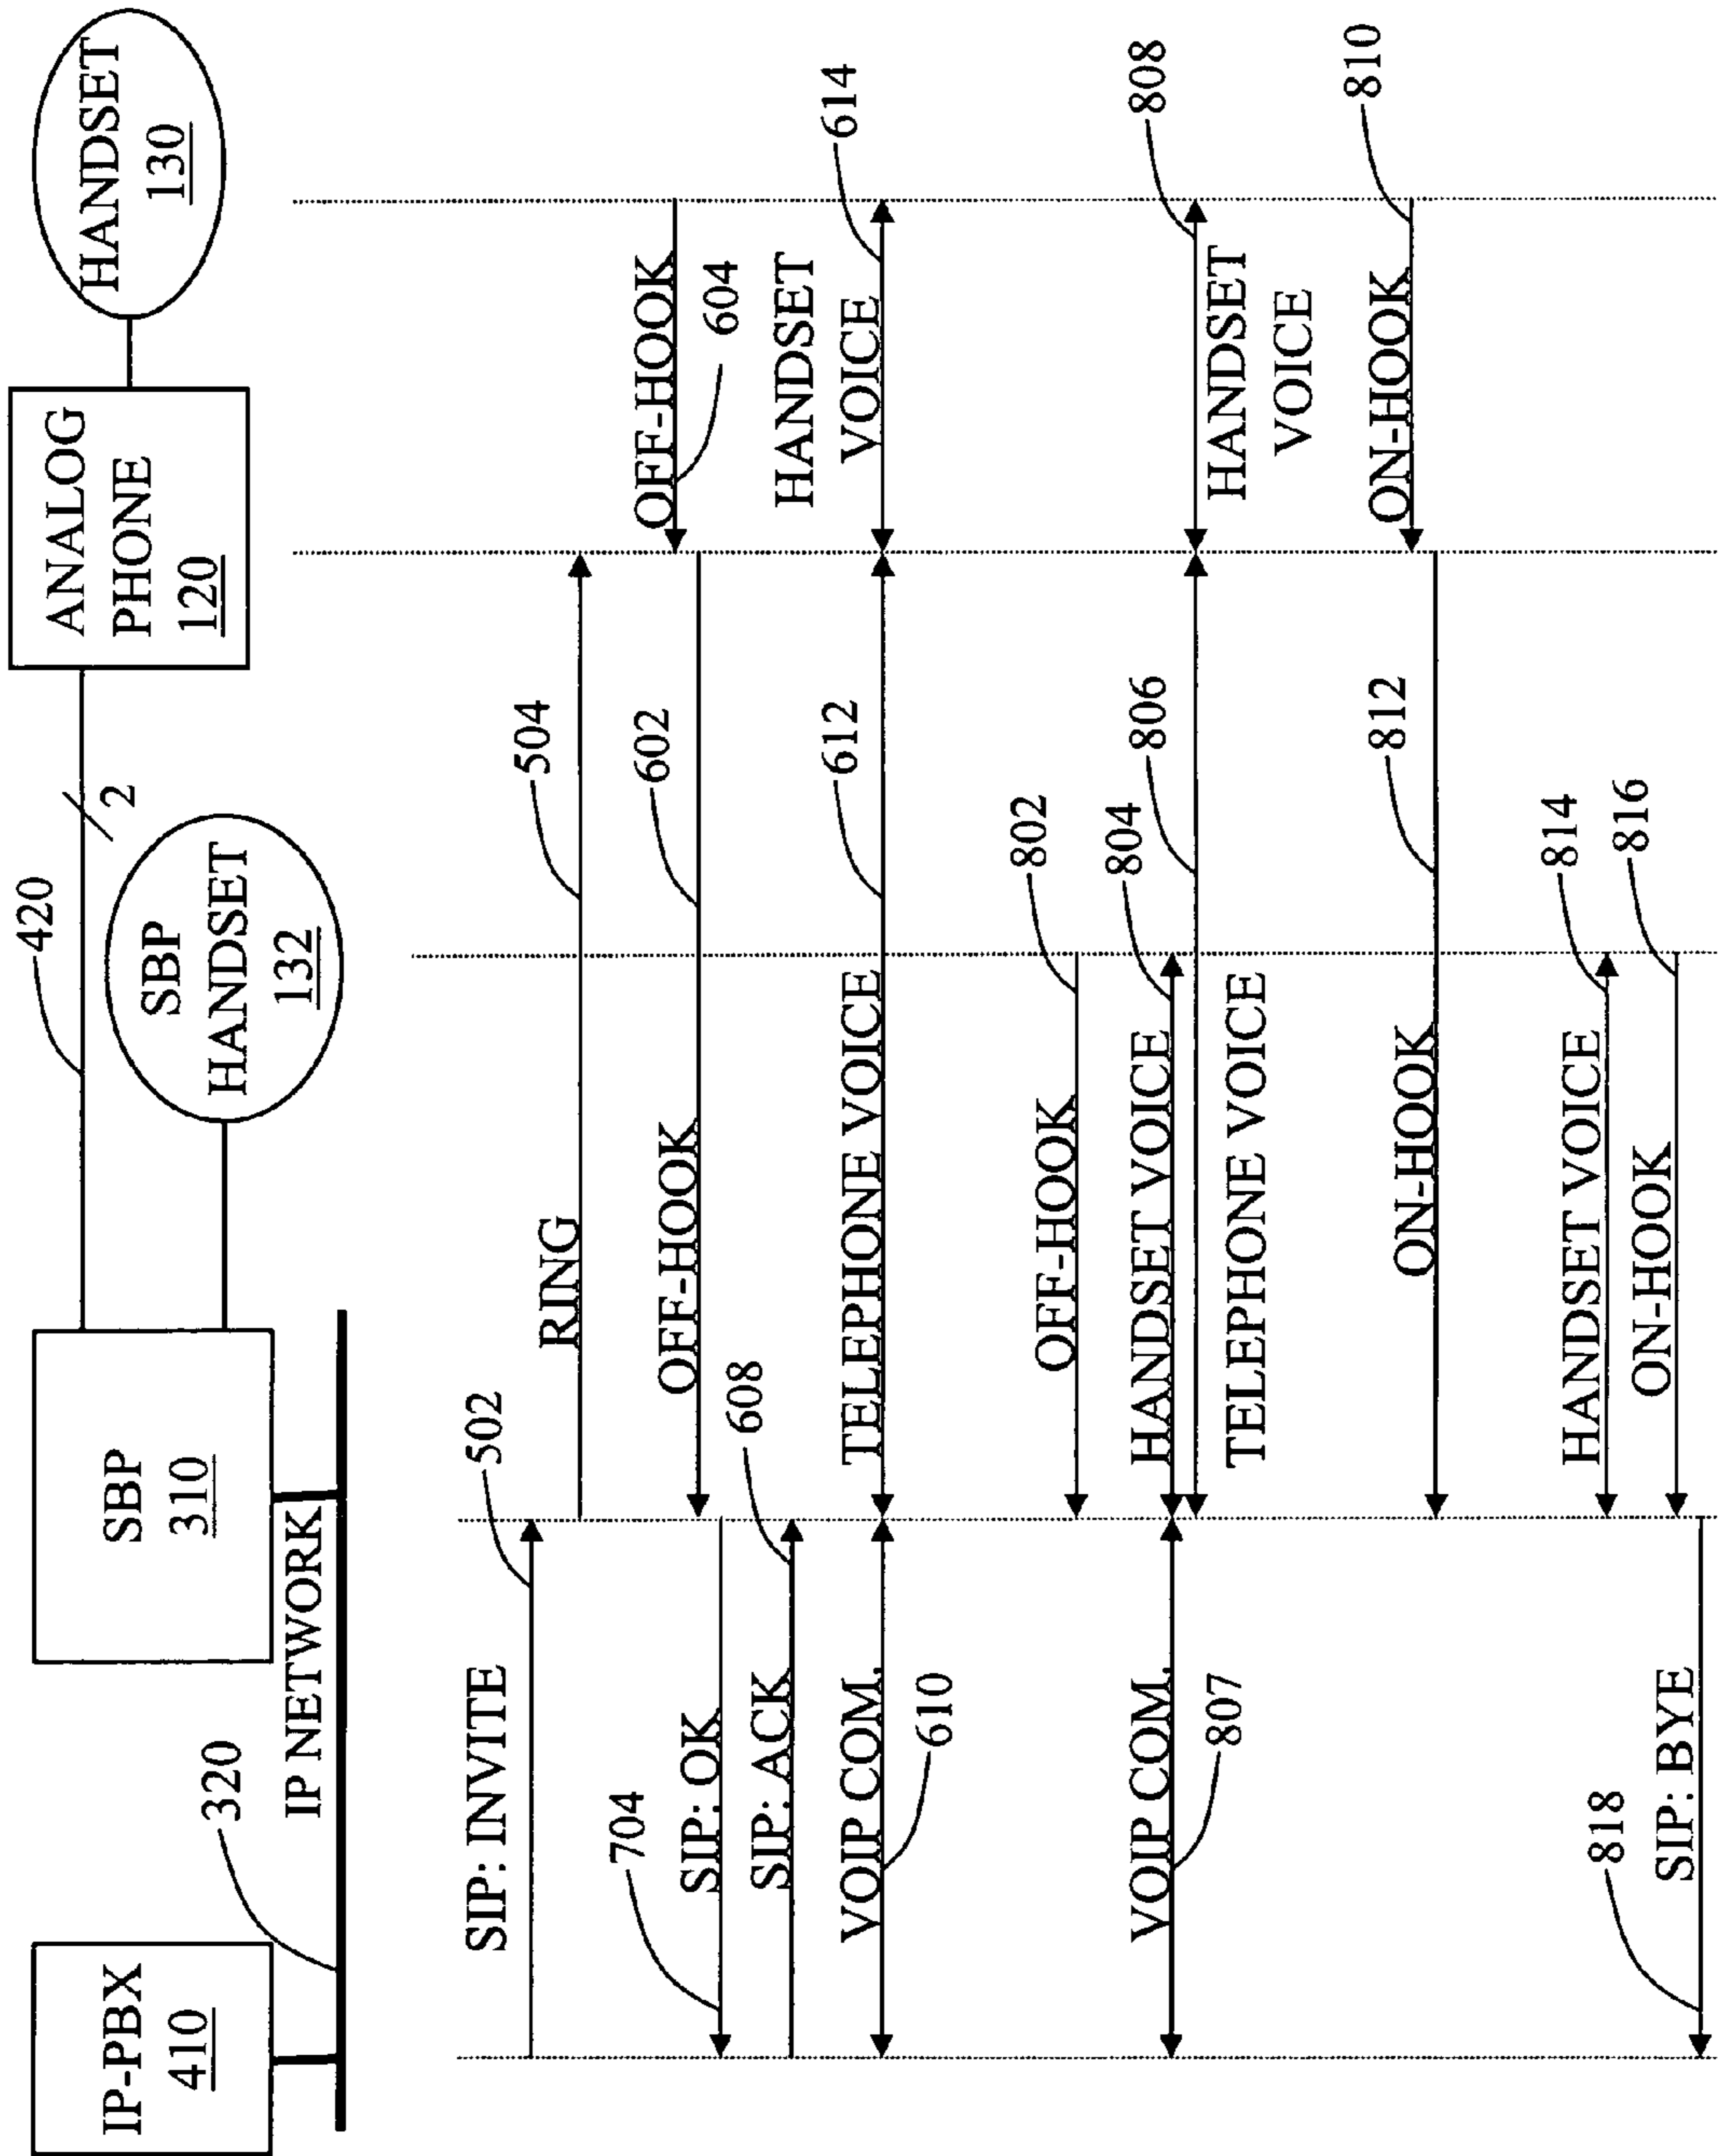 IP-PBX
410
320
IP NETWORK
SBP
310
SBP
HANDSET
132
420
2
ANALOG
PHONE
120
HANDSET
130
SIP: INVITE
502
RING
504
OFF-HOOK
604
OFF-HOOK
602
704
SIP: OK
SIP: ACK
608
VOIP COM.
610
TELEPHONE VOICE
612
HANDSET
VOICE
614
OFF-HOOK
802
VOIP COM.
807
HANDSET VOICE
804
TELEPHONE VOICE
806
HANDSET
VOICE
808
ON-HOOK
810
ON-HOOK
812
HANDSET VOICE
814
ON-HOOK
816
818
SIP: BYE